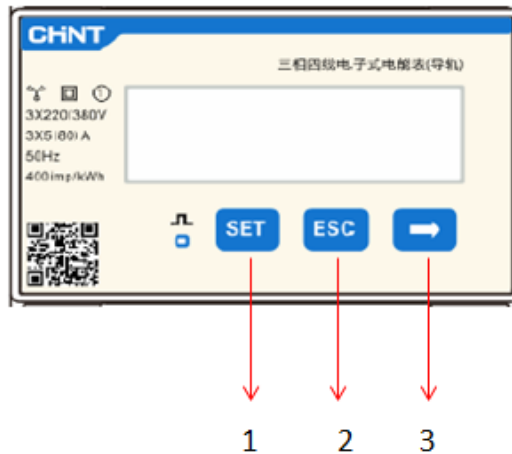 CHNT
三相四线电子式电能表(导轨)
3X220/380V
3X5(80)A
50Hz
400imp/kWh
SET
ESC
1
2
3